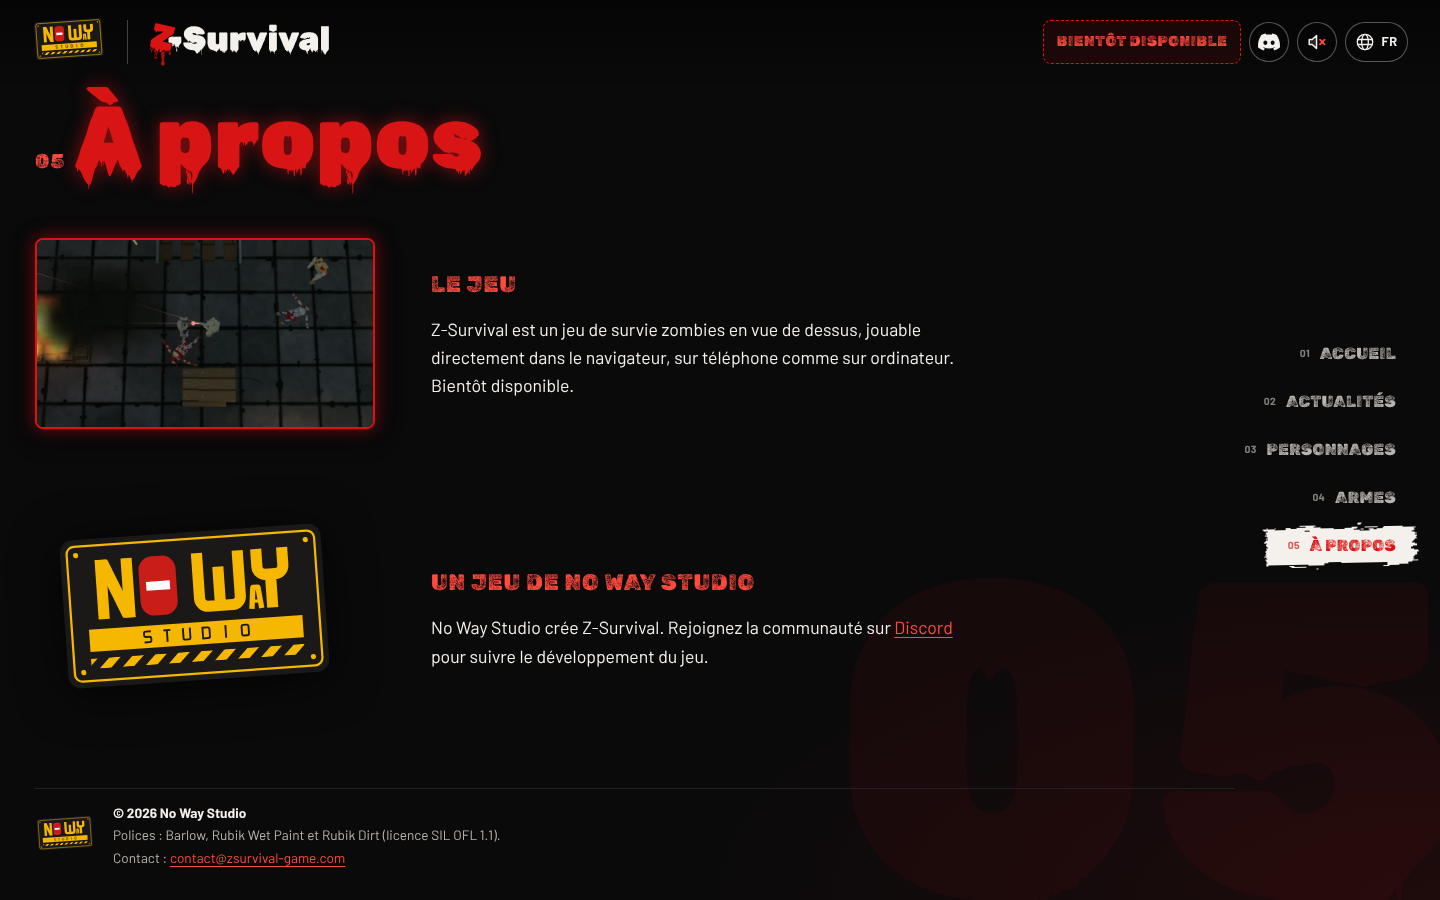 NO WAY
STUDIO
Z-Survival
BIENTÔT DISPONIBLE
FR
05 À propos
LE JEU
Z-Survival est un jeu de survie zombies en vue de dessus, jouable
directement dans le navigateur, sur téléphone comme sur ordinateur.
Bientôt disponible.
01 ACCUEIL
02 ACTUALITÉS
03 PERSONNAGES
04 ARMES
05 À PROPOS
NO WAY
STUDIO
UN JEU DE NO WAY STUDIO
No Way Studio crée Z-Survival. Rejoignez la communauté sur Discord
pour suivre le développement du jeu.
05
NO WAY
STUDIO
© 2026 No Way Studio
Polices : Barlow, Rubik Wet Paint et Rubik Dirt (licence SIL OFL 1.1).
Contact : contact@zsurvival-game.com